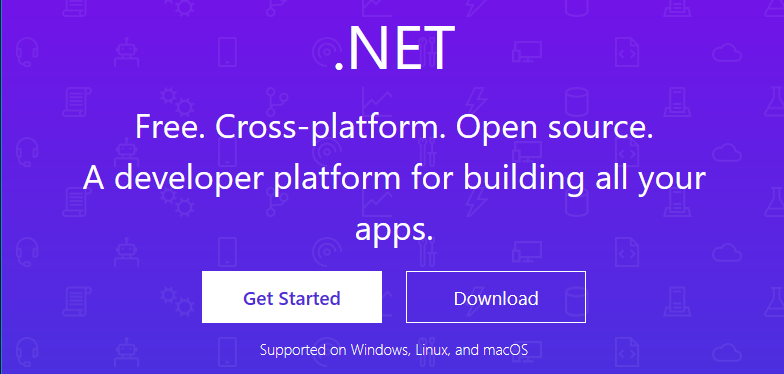 .NET
Free. Cross-platform. Open source.
A developer platform for building all your
apps.
Get Started
Download
Supported on Windows, Linux, and macOS